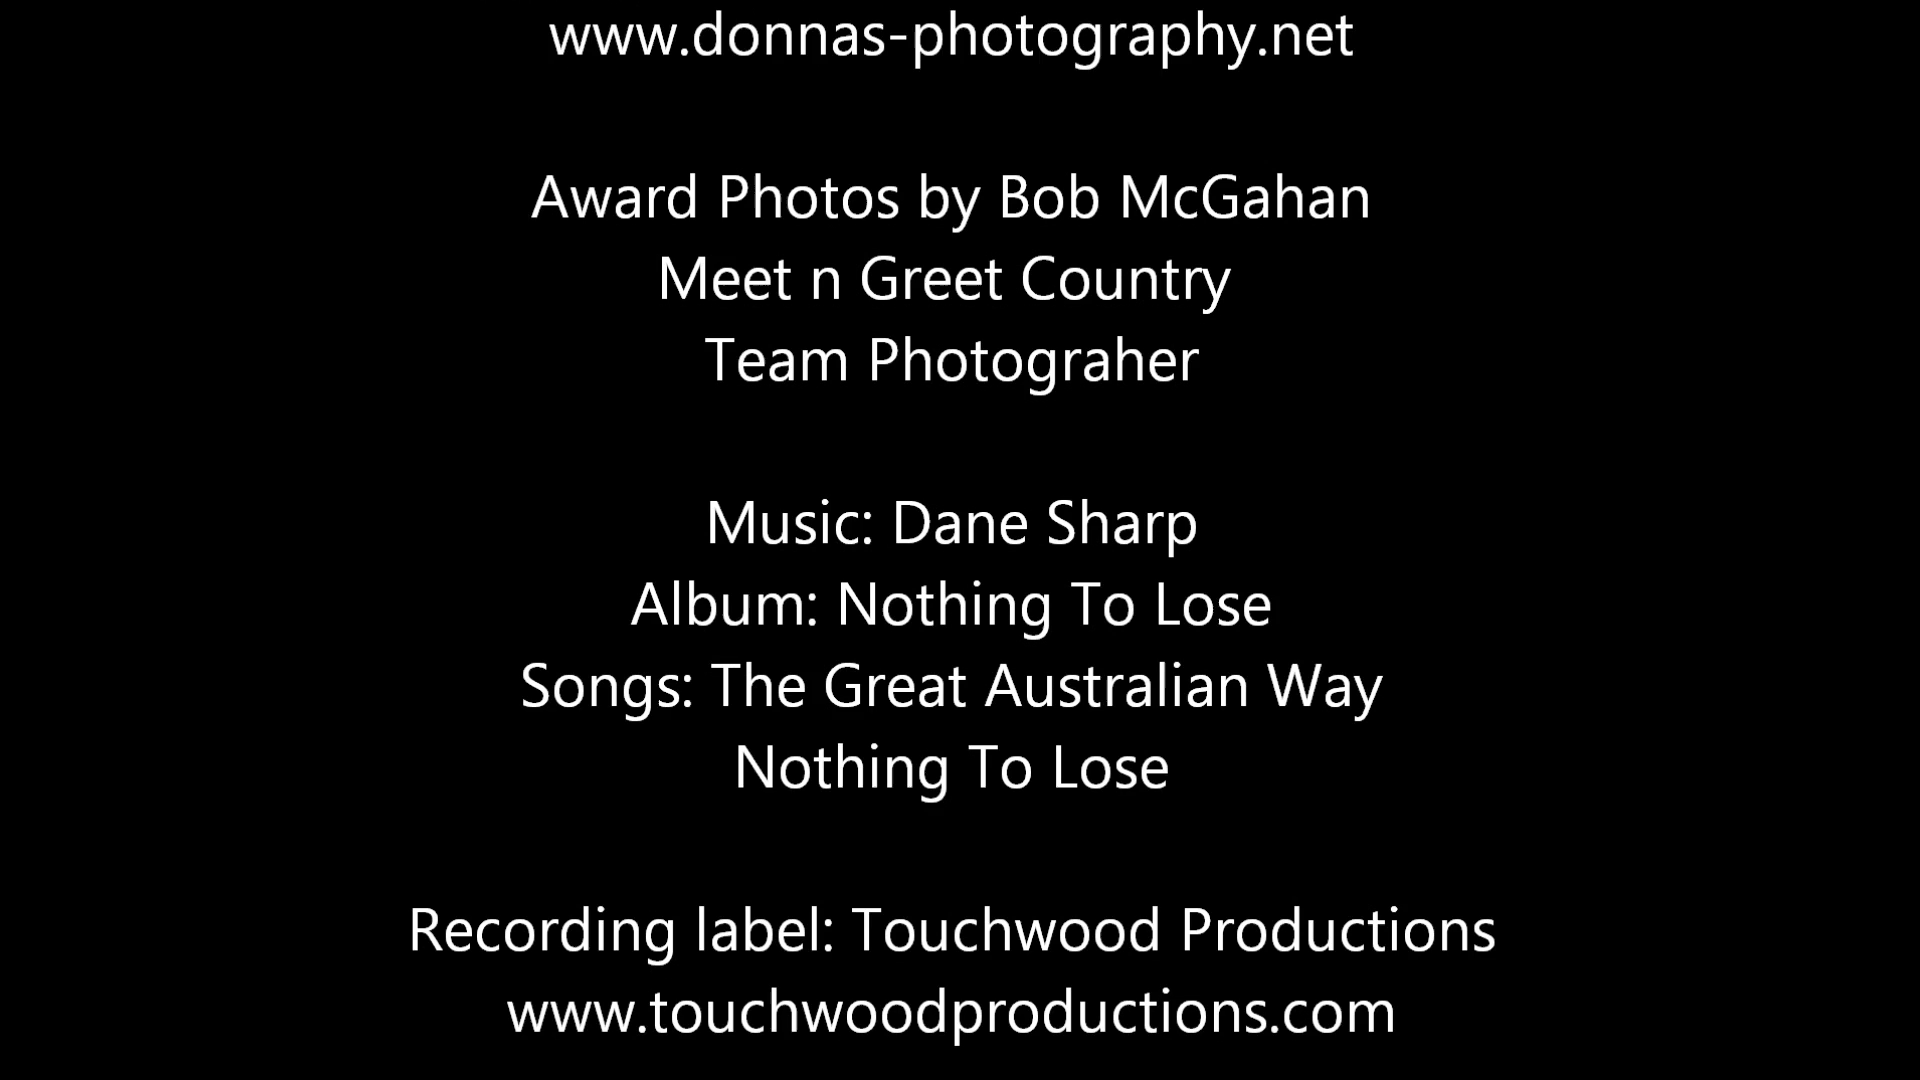 www.donnas-photography.net
Award Photos by Bob McGahan
Meet n Greet Country
Team Photograher
Music: Dane Sharp
Album: Nothing To Lose
Songs: The Great Australian Way
Nothing To Lose
Recording label: Touchwood Productions
www.touchwoodproductions.com